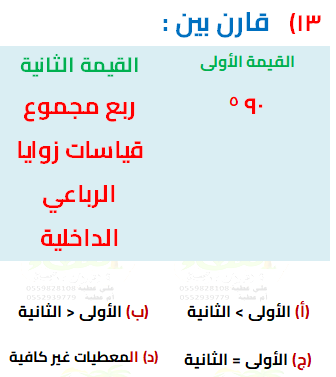 ١٣) قارن بين :
القيمة الأولى
القيمة الثانية
٩٠ °
ربع مجموع
قياسات زوايا
الرباعي
الداخلية
(أ) الأولى > الثانية
(ب) الأولى < الثانية
(ج) الأولى = الثانية
(د) المعطيات غير كافية